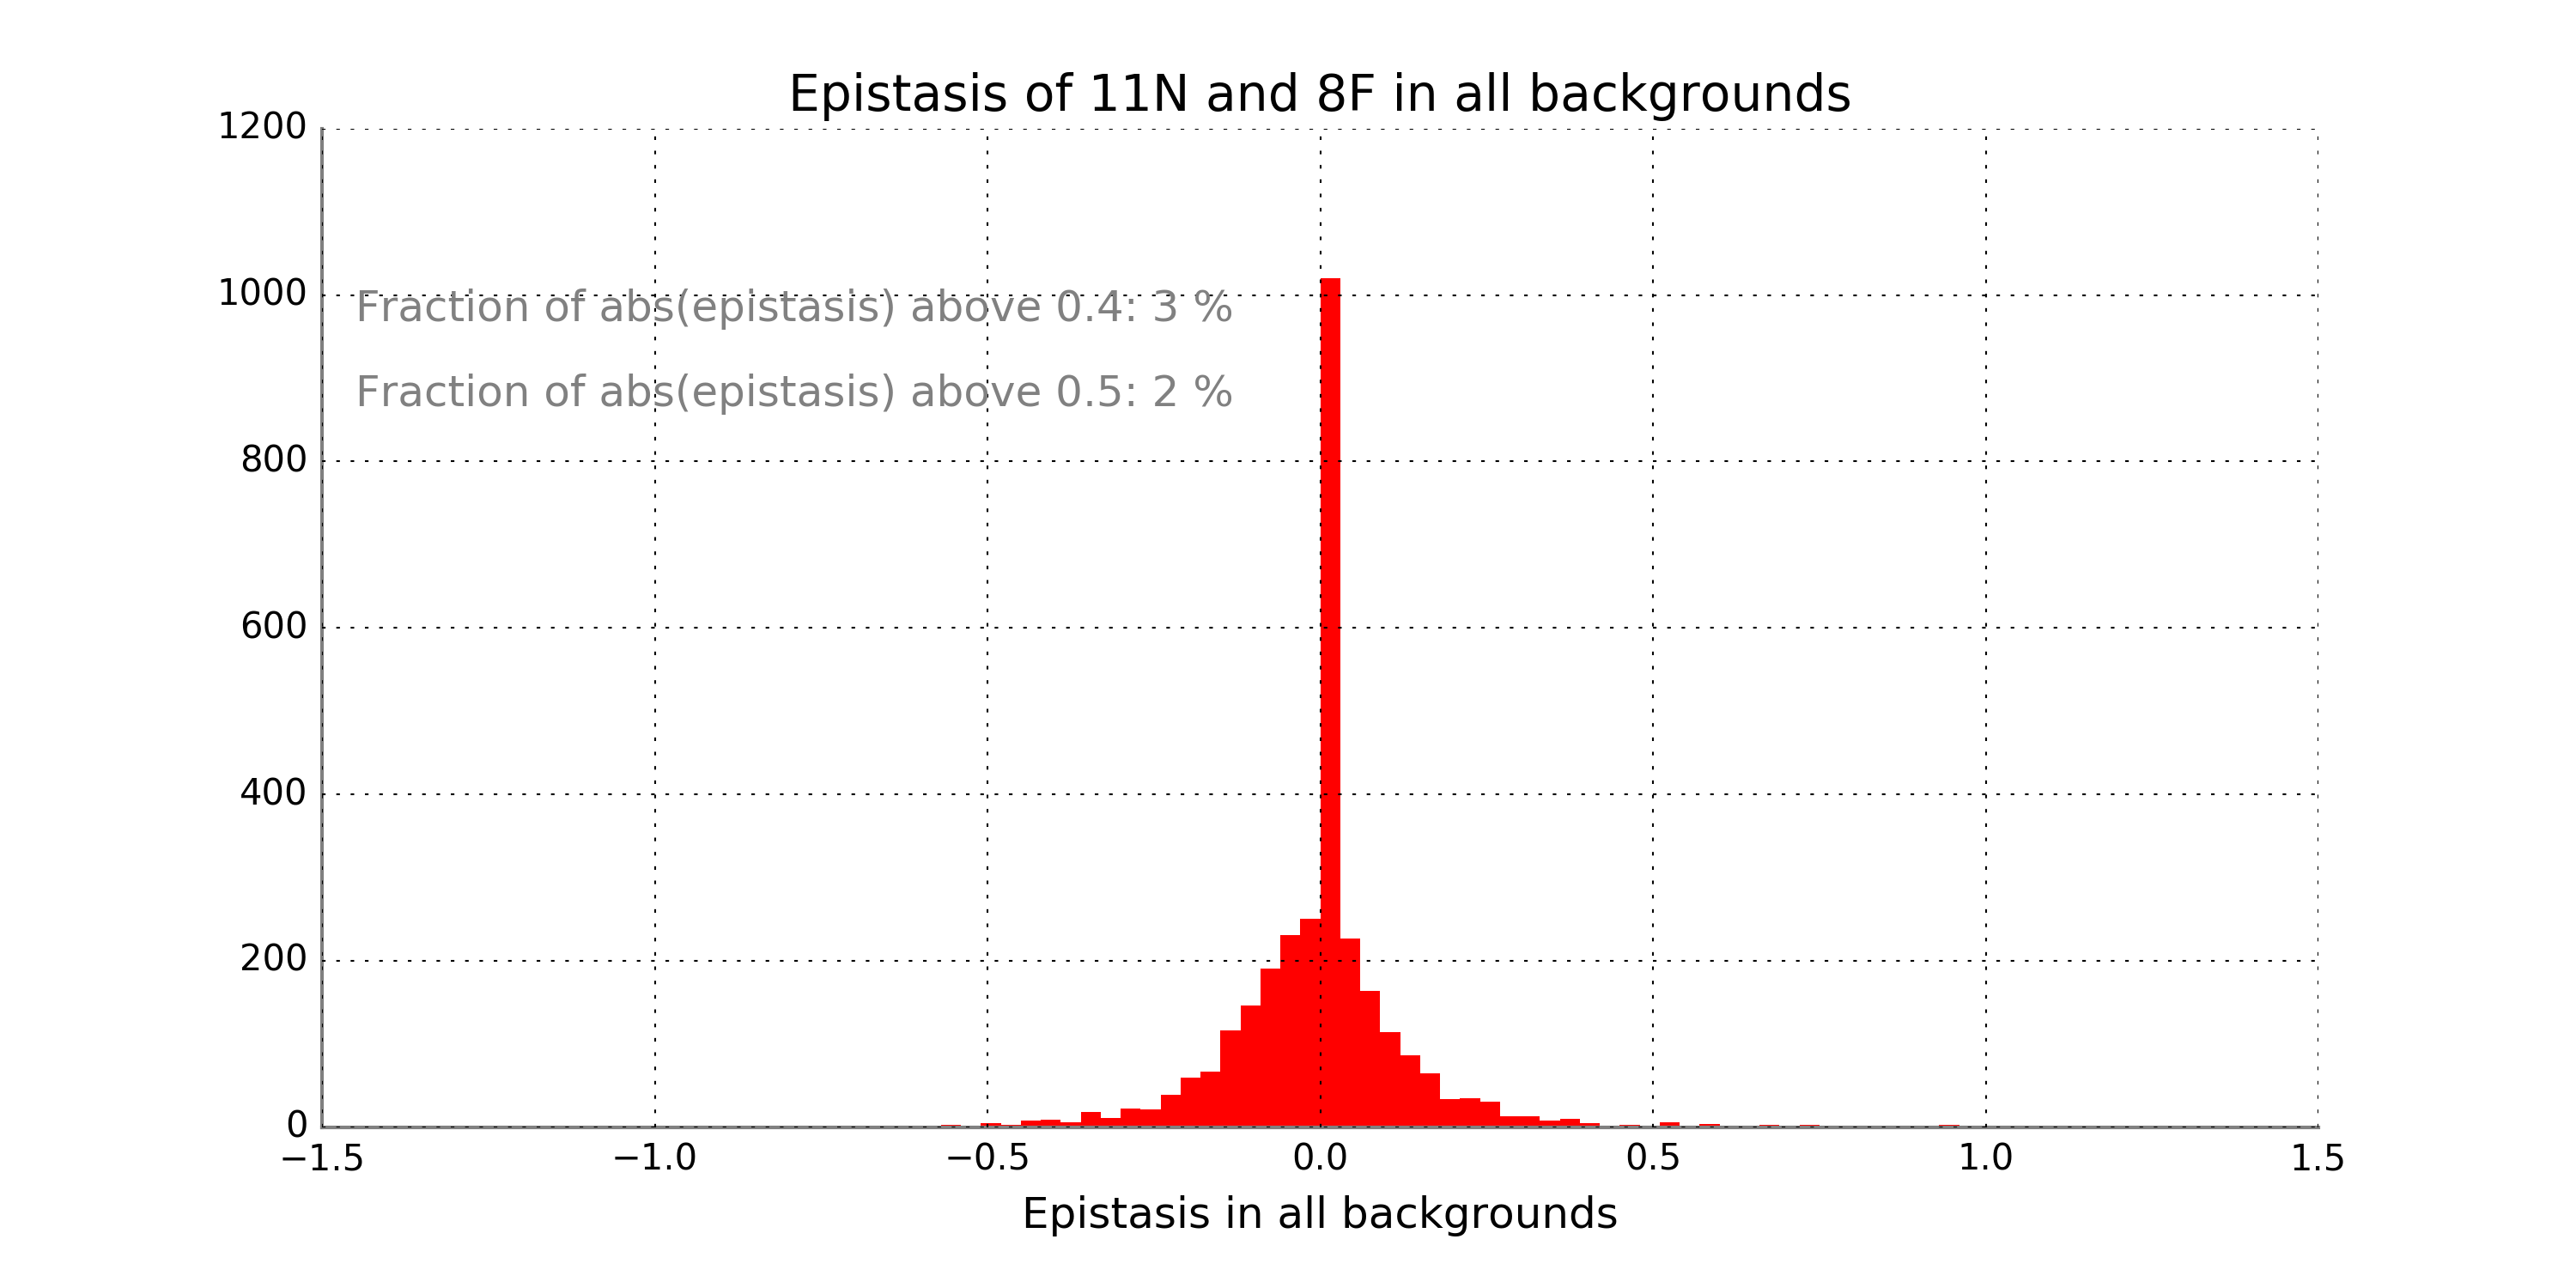 Epistasis of 11N and 8F in all backgrounds
1200
1000
Fraction of abs(epistasis) above 0.4: 3 %
Fraction of abs(epistasis) above 0.5: 2 %
800
600
400
200
0
−1.5 −1.0 −0.5 0.0 0.5 1.0 1.5
Epistasis in all backgrounds